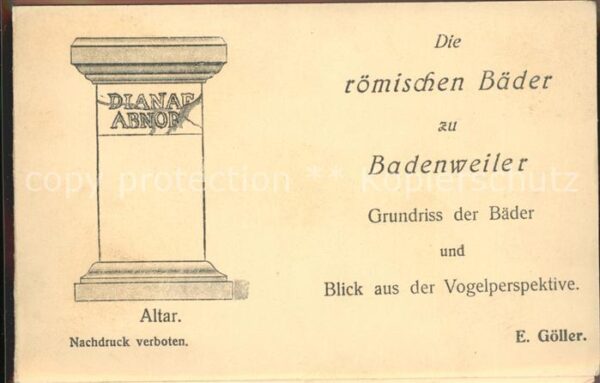 DIANAE
ABNOB
Altar.
Nachdruck verboten.
Die
römischen Bäder
zu
Badenweiler
Grundriss der Bäder
und
Blick aus der Vogelperspektive.
E. Göller.
copy protection ** Kopierschutz